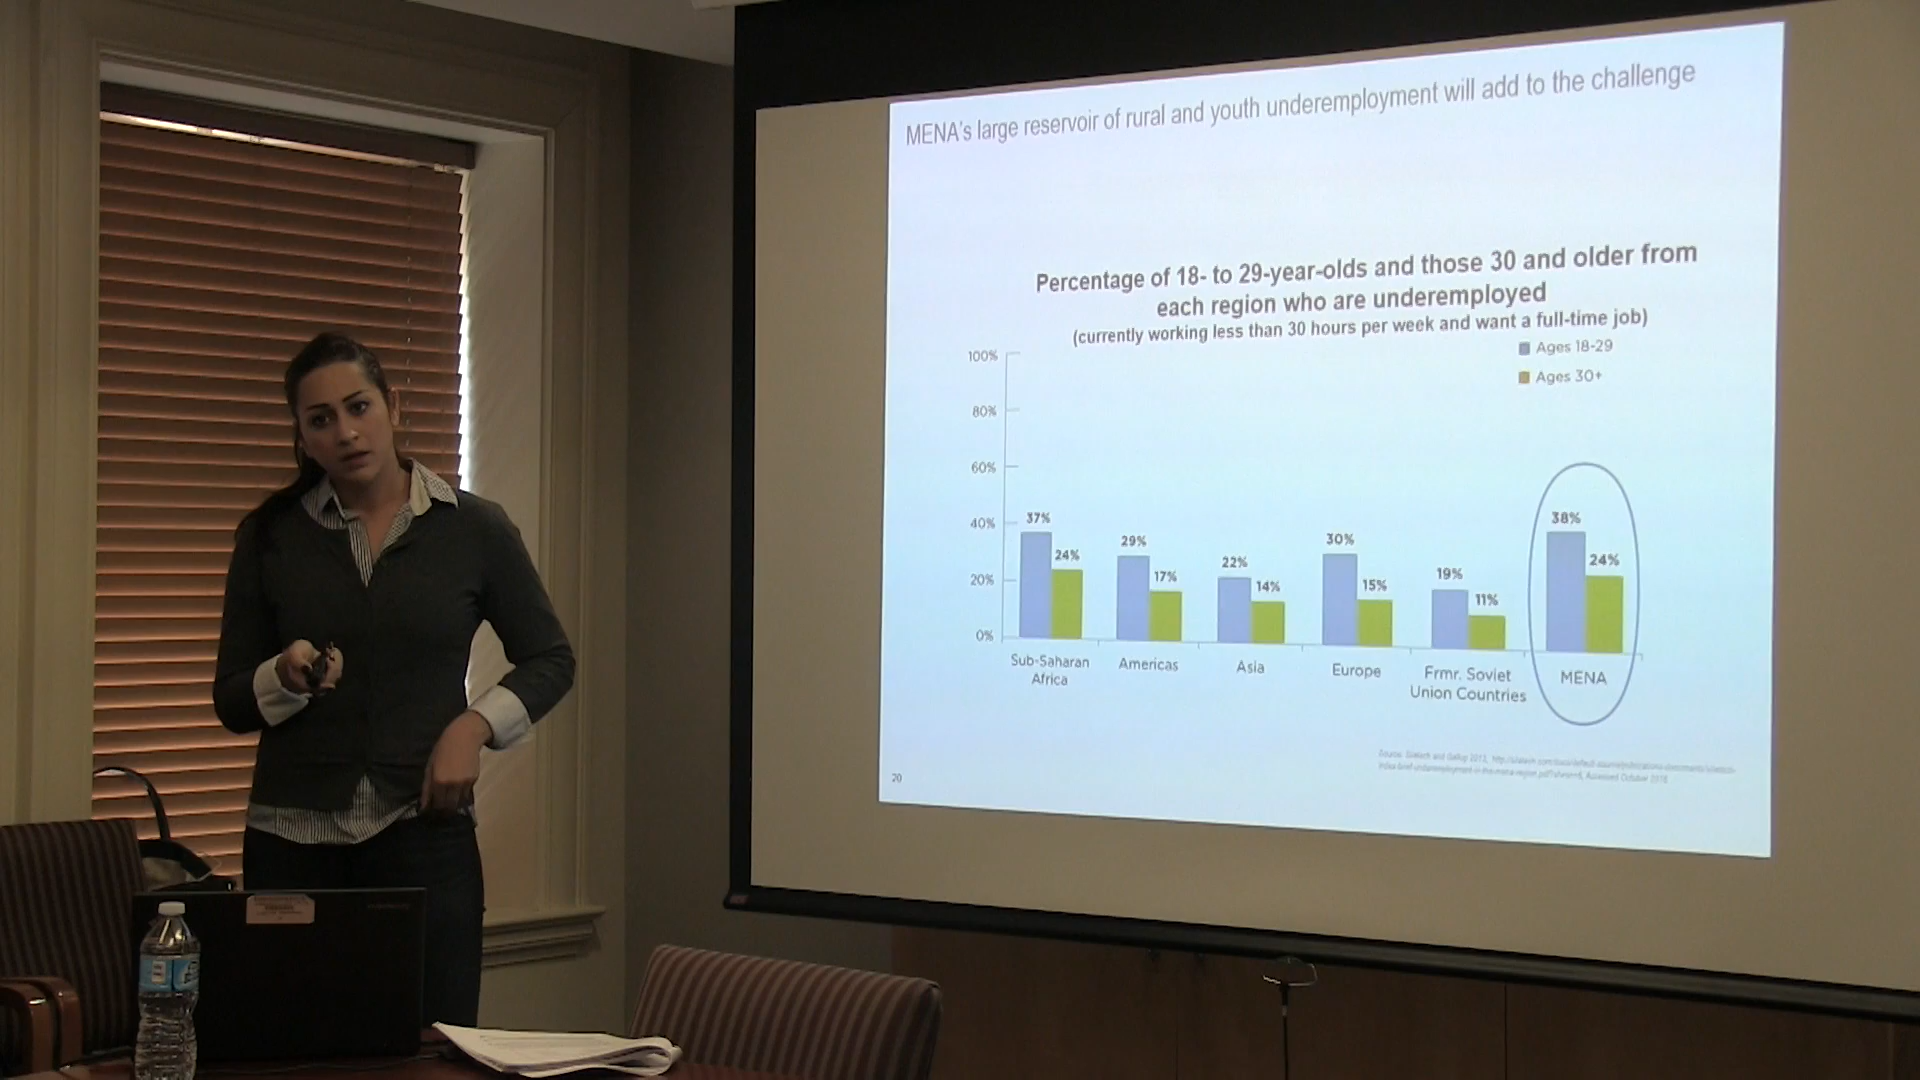 MENA's large reservoir of rural and youth underemployment will add to the challenge
Percentage of 18- to 29-year-olds and those 30 and older from
each region who are underemployed
(currently working less than 30 hours per week and want a full-time job)
Ages 18-29
Ages 30+
100%
80%
60%
40%
20%
0%
37%
24%
29%
17%
22%
14%
30%
15%
19%
11%
38%
24%
Sub-Saharan
Africa
Americas
Asia
Europe
Frmr. Soviet
Union Countries
MENA
20